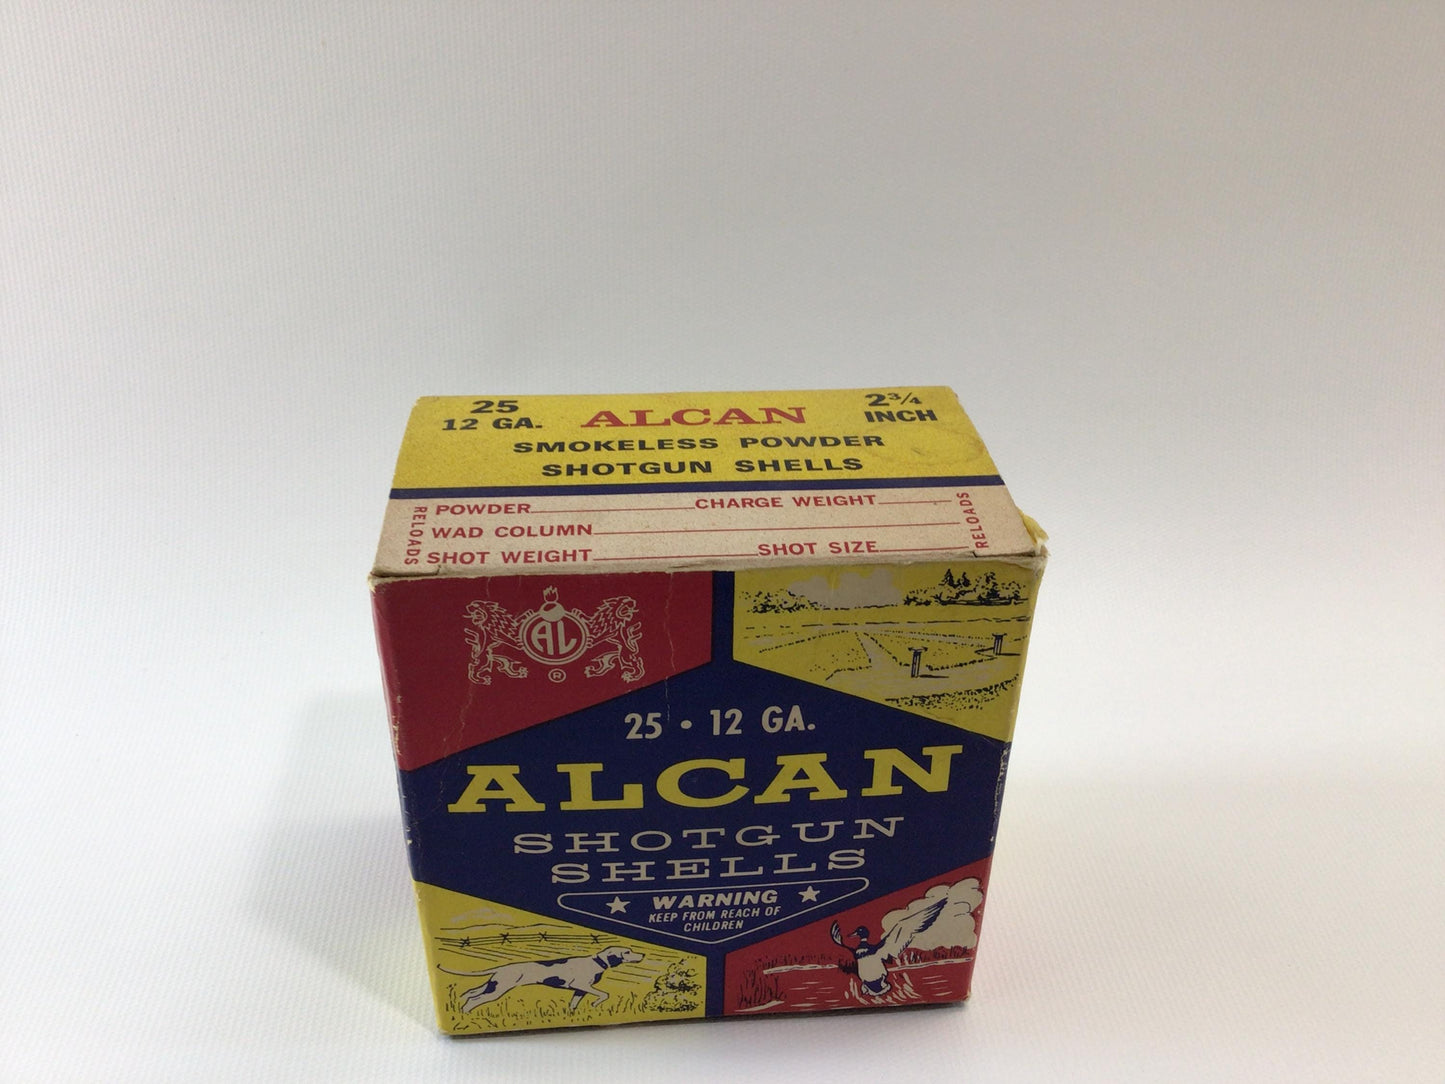 25 ALCAN 2¾
12 GA. INCH
SMOKELESS POWDER
SHOTGUN SHELLS
RELOADS
POWDER CHARGE WEIGHT
WAD COLUMN
SHOT WEIGHT SHOT SIZE
RELOADS
AL
®
25 • 12 GA.
ALCAN
SHOTGUN
SHELLS
★ WARNING ★
KEEP FROM REACH OF
CHILDREN